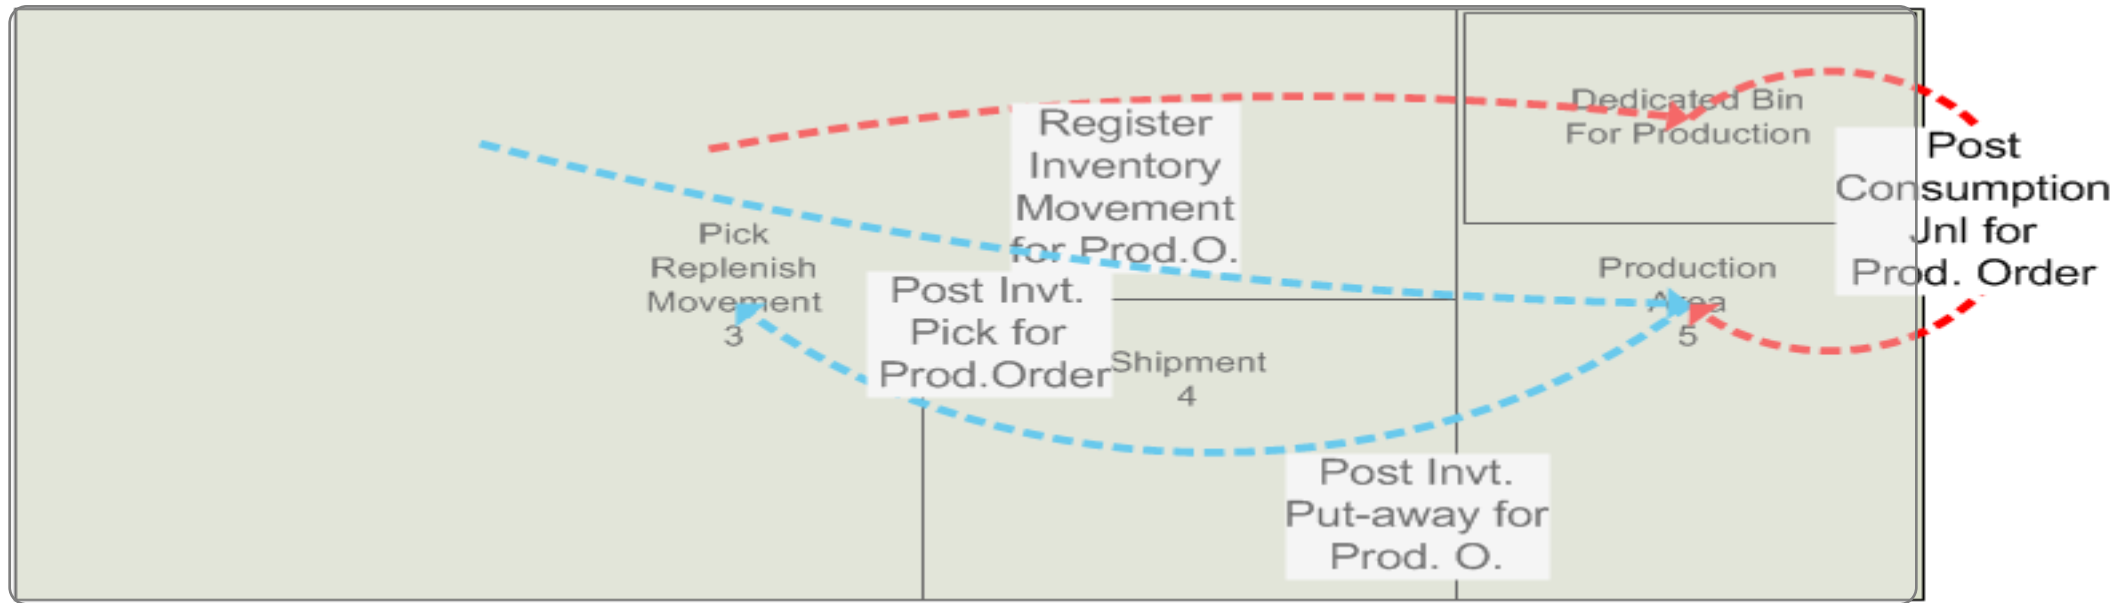 Dedicated Bin
For Production
Register
Inventory
Movement
for Prod.O.
Post
Consumption
Jnl for
Prod. Order
Pick
Replenish
Movement
3
Post Invt.
Pick for
Prod.Order
Production
Area
5
Shipment
4
Post Invt.
Put-away for
Prod. O.